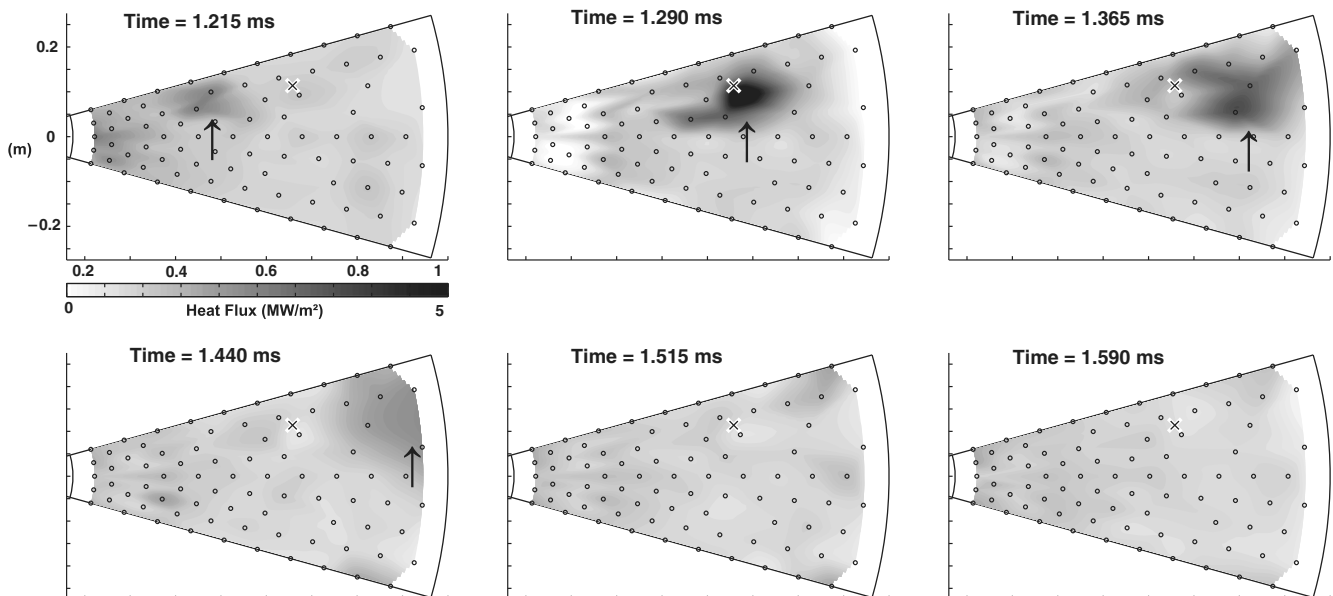 Time = 1.215 ms
Time = 1.290 ms
Time = 1.365 ms
0.2
0
(m)
−0.2
0.2 0.4 0.6 0.8 1
0 5
Heat Flux (MW/m²)
Time = 1.440 ms
Time = 1.515 ms
Time = 1.590 ms